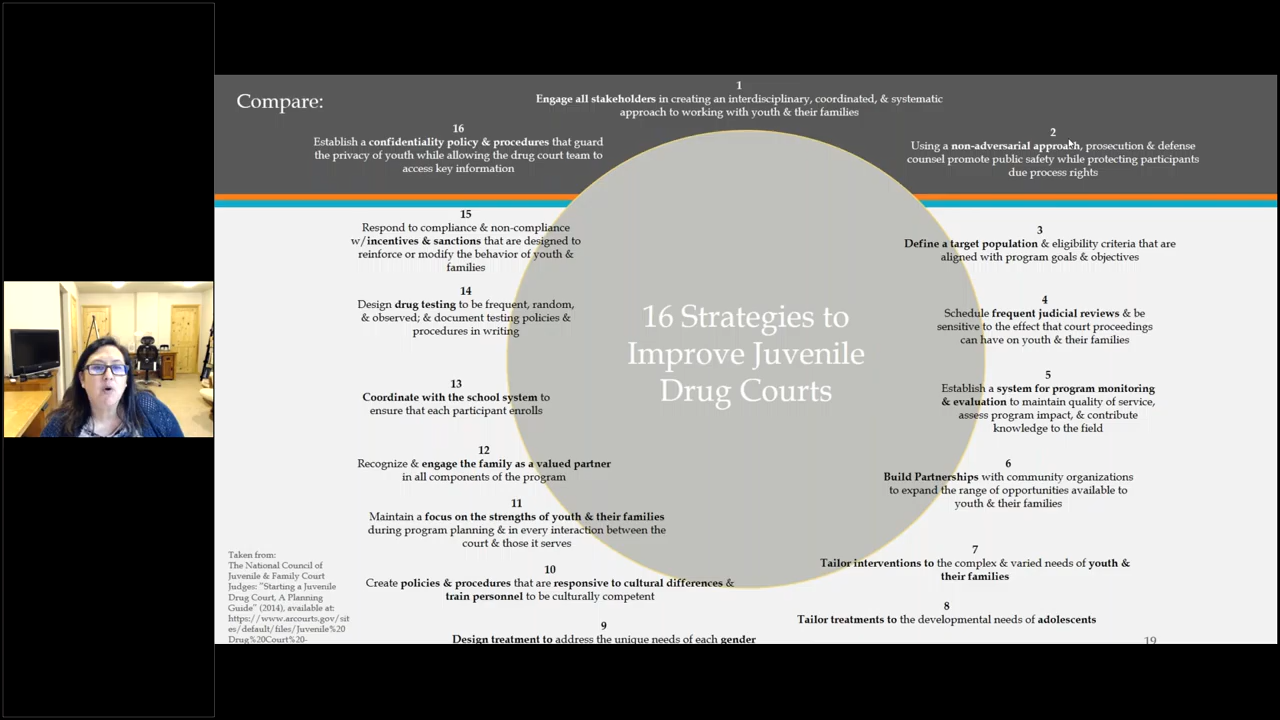 Compare:
1
Engage all stakeholders in creating an interdisciplinary, coordinated, & systematic
approach to working with youth & their families
2
Using a non-adversarial approach, prosecution & defense
counsel promote public safety while protecting participants
due process rights
3
Define a target population & eligibility criteria that are
aligned with program goals & objectives
4
Schedule frequent judicial reviews & be
sensitive to the effect that court proceedings
can have on youth & their families
5
Establish a system for program monitoring
& evaluation to maintain quality of service,
assess program impact, & contribute
knowledge to the field
6
Build Partnerships with community organizations
to expand the range of opportunities available to
youth & their families
7
Tailor interventions to the complex & varied needs of youth &
their families
8
Tailor treatments to the developmental needs of adolescents
9
Design treatment to address the unique needs of each gender
10
Create policies & procedures that are responsive to cultural differences &
train personnel to be culturally competent
11
Maintain a focus on the strengths of youth & their families
during program planning & in every interaction between the
court & those it serves
12
Recognize & engage the family as a valued partner
in all components of the program
13
Coordinate with the school system to
ensure that each participant enrolls
14
Design drug testing to be frequent, random,
& observed; & document testing policies &
procedures in writing
15
Respond to compliance & non-compliance
w/incentives & sanctions that are designed to
reinforce or modify the behavior of youth &
families
16
Establish a confidentiality policy & procedures that guard
the privacy of youth while allowing the drug court team to
access key information
16 Strategies to
Improve Juvenile
Drug Courts
Taken from:
The National Council of
Juvenile & Family Court
Judges: "Starting a Juvenile
Drug Court, A Planning
Guide" (2014), available at:
https://www.arcourts.gov/sit
es/default/files/Juvenile%20
Drug%20Court%20-
19